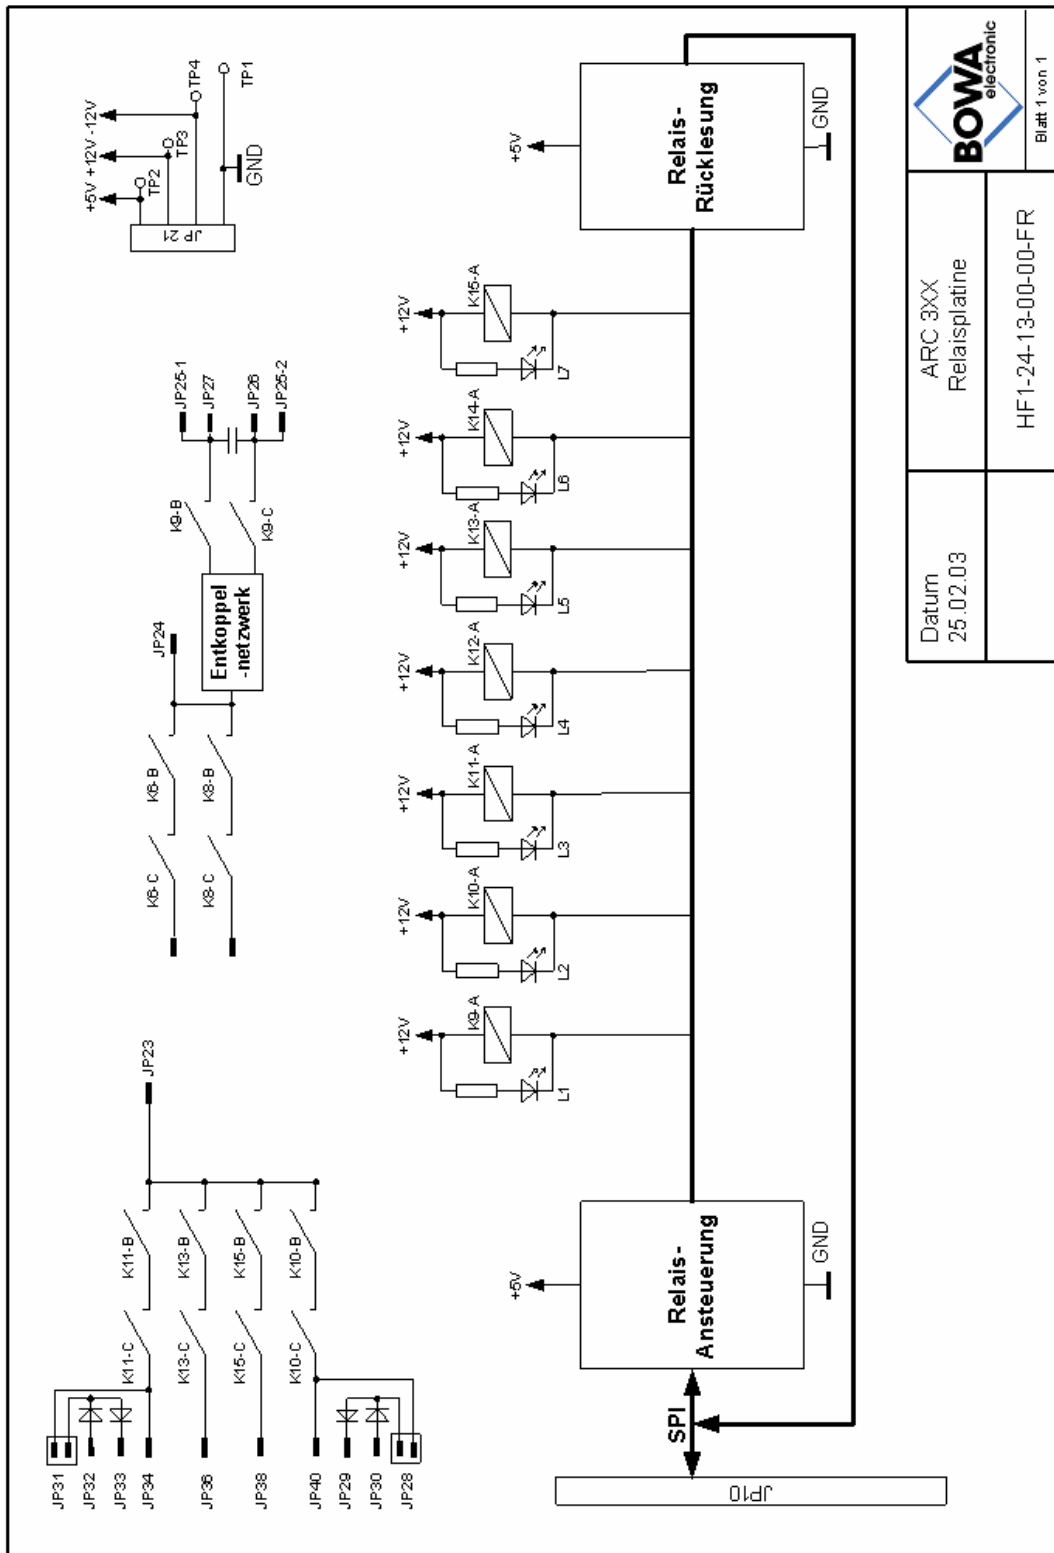 JP31
JP32
JP33
JP34
JP36
JP38
JP40
JP29
JP30
JP28
K11-C
K13-C
K15-C
K10-C
K11-B
K13-B
K15-B
K10-B
JP23
K6-C
K8-C
K6-B
K8-B
JP24
Entkoppel
-netzwerk
K9-B
K9-C
JP25-1
JP27
JP26
JP25-2
JP 21
+5V +12V -12V
TP2
TP3
TP4
TP1
GND
+12V
K9-A
L1
+12V
K10-A
L2
+12V
K11-A
L3
+12V
K12-A
L4
+12V
K13-A
L5
+12V
K14-A
L6
+12V
K15-A
L7
JP10
SPI
+5V
Relais-
Ansteuerung
GND
+5V
Relais-
Rücklesung
GND
Datum
25.02.03
ARC 3XX
Relaisplatine
HF1-24-13-00-00-FR
BOWA
electronic
Blatt 1 von 1